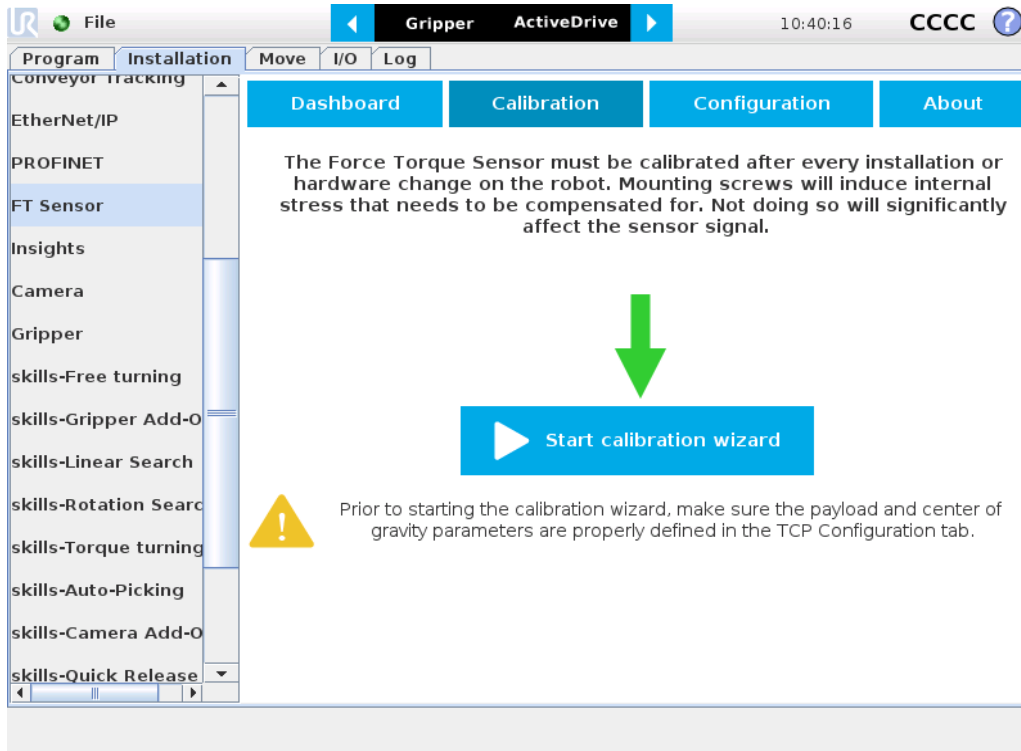 UR
File
Gripper
ActiveDrive
10:40:16
CCCC
?
Program
Installation
Move
I/O
Log
Conveyor Tracking
EtherNet/IP
PROFINET
FT Sensor
Insights
Camera
Gripper
skills-Free turning
skills-Gripper Add-O
skills-Linear Search
skills-Rotation Searc
skills-Torque turning
skills-Auto-Picking
skills-Camera Add-O
skills-Quick Release
Dashboard
Calibration
Configuration
About
The Force Torque Sensor must be calibrated after every installation or
hardware change on the robot. Mounting screws will induce internal
stress that needs to be compensated for. Not doing so will significantly
affect the sensor signal.
Start calibration wizard
!
Prior to starting the calibration wizard, make sure the payload and center of
gravity parameters are properly defined in the TCP Configuration tab.